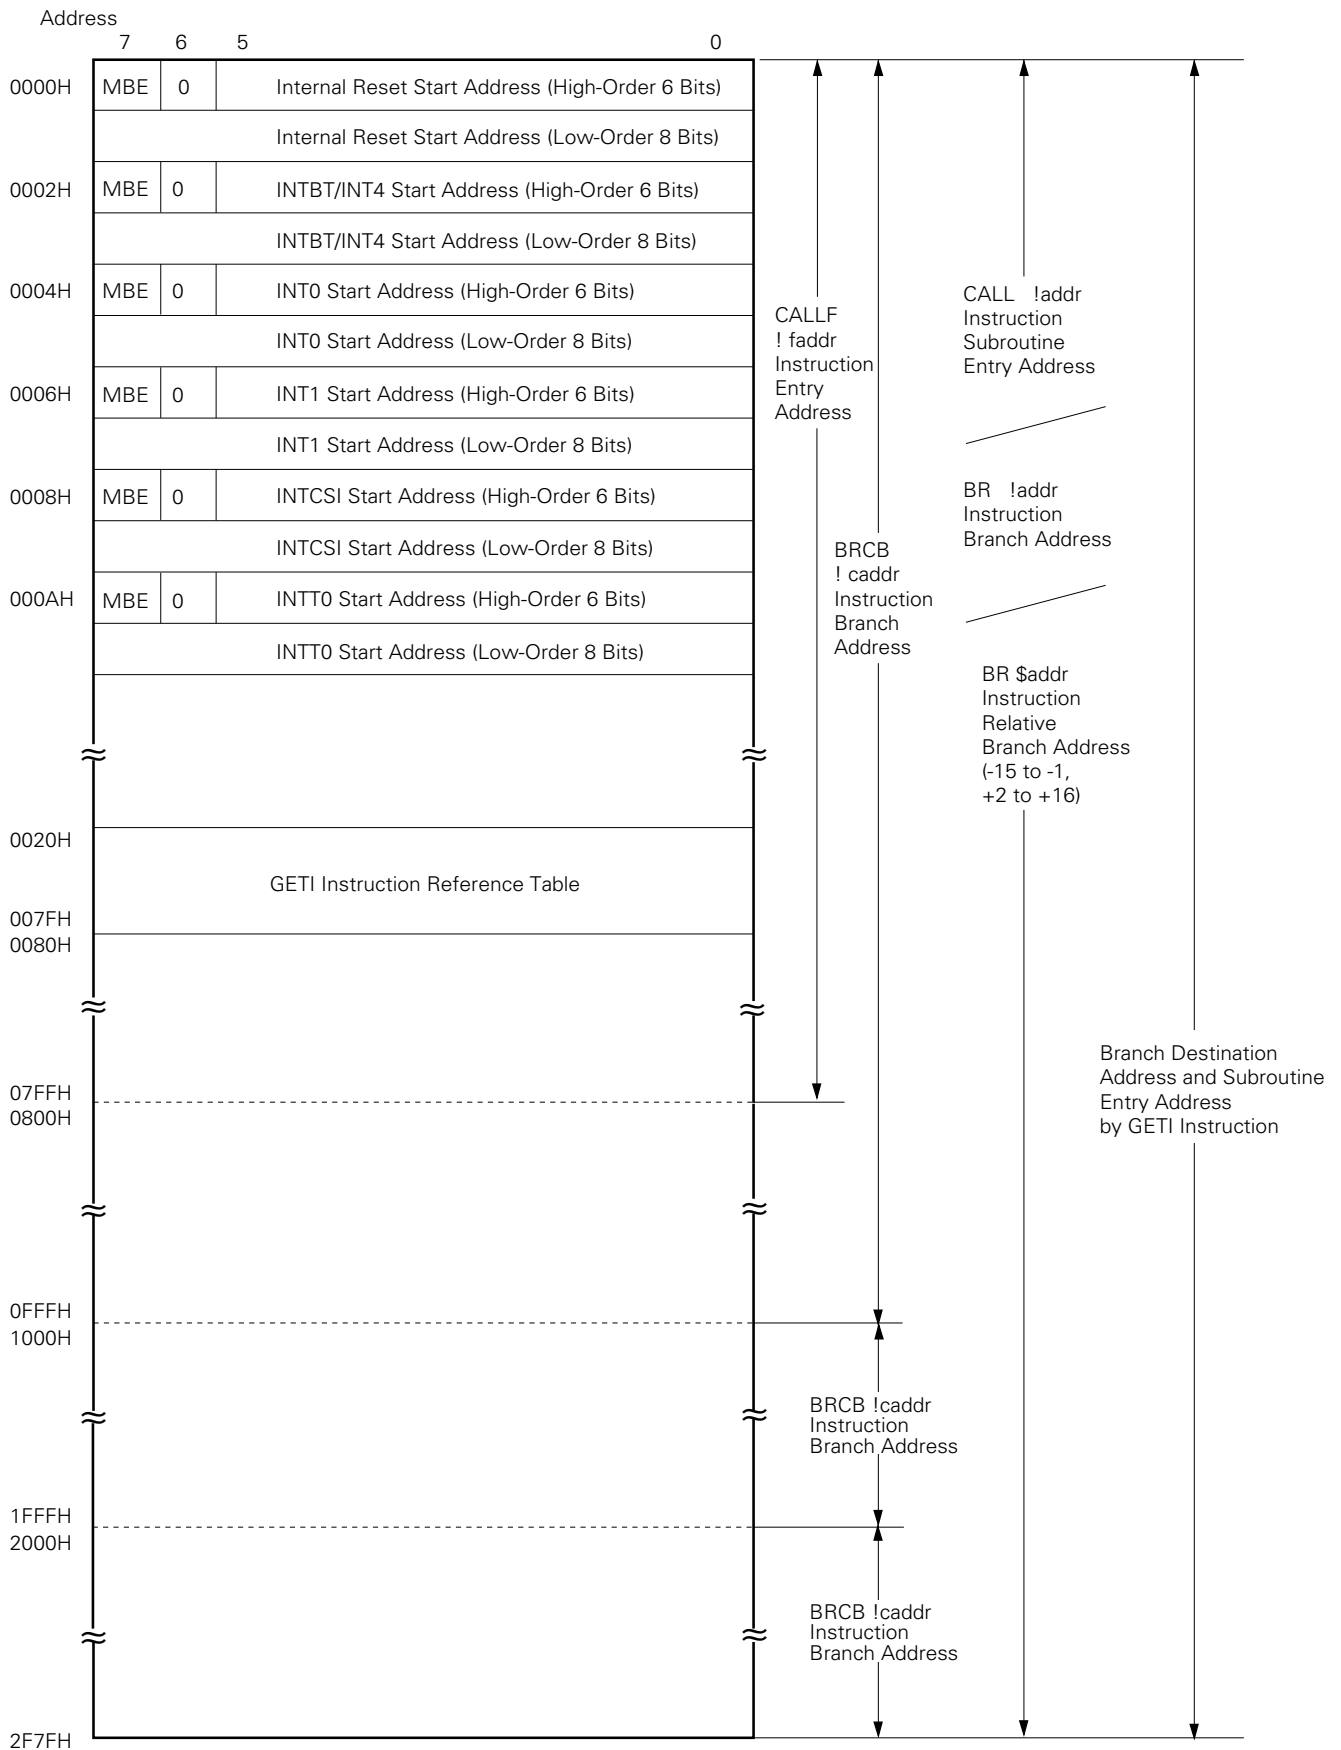 Address
7 6 5 0
0000H MBE 0 Internal Reset Start Address (High-Order 6 Bits)
Internal Reset Start Address (Low-Order 8 Bits)
0002H MBE 0 INTBT/INT4 Start Address (High-Order 6 Bits)
INTBT/INT4 Start Address (Low-Order 8 Bits)
0004H MBE 0 INT0 Start Address (High-Order 6 Bits)
INT0 Start Address (Low-Order 8 Bits)
0006H MBE 0 INT1 Start Address (High-Order 6 Bits)
INT1 Start Address (Low-Order 8 Bits)
0008H MBE 0 INTCSI Start Address (High-Order 6 Bits)
INTCSI Start Address (Low-Order 8 Bits)
000AH MBE 0 INTT0 Start Address (High-Order 6 Bits)
INTT0 Start Address (Low-Order 8 Bits)
0020H
GETI Instruction Reference Table
007FH
0080H
07FFH
0800H
0FFFH
1000H
1FFFH
2000H
2F7FH
CALLF
! faddr
Instruction
Entry
Address
BRCB
! caddr
Instruction
Branch
Address
BRCB !caddr
Instruction
Branch Address
BRCB !caddr
Instruction
Branch Address
CALL !addr
Instruction
Subroutine
Entry Address
BR !addr
Instruction
Branch Address
BR $addr
Instruction
Relative
Branch Address
(-15 to -1,
+2 to +16)
Branch Destination
Address and Subroutine
Entry Address
by GETI Instruction